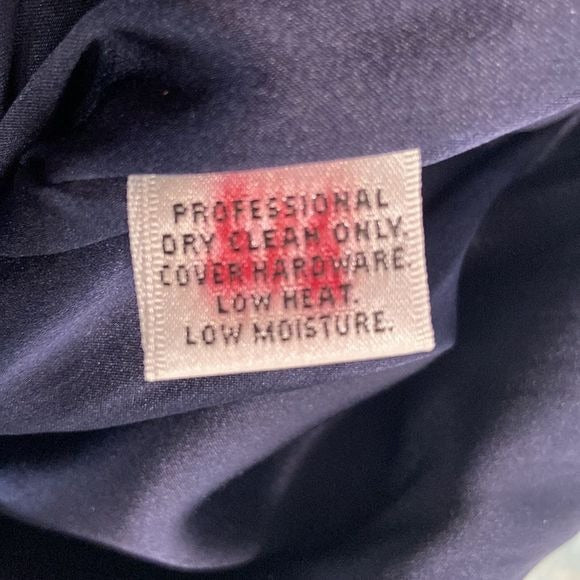 PROFESSIONAL
DRY CLEAN ONLY.
COVER HARDWARE.
LOW HEAT.
LOW MOISTURE.